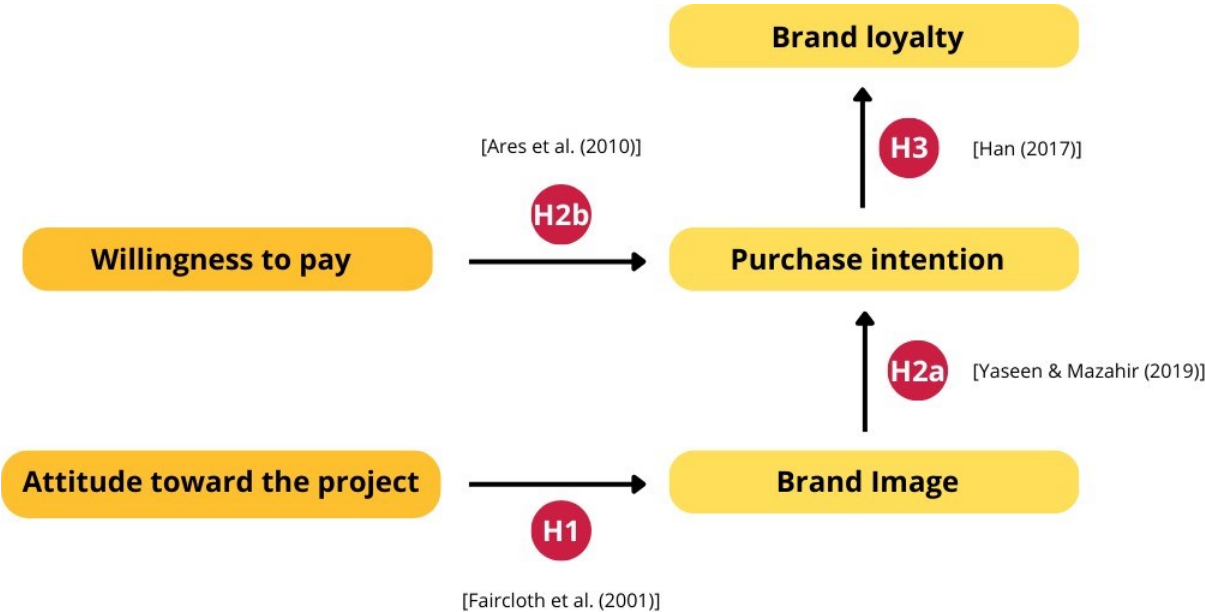 Brand loyalty
[Ares et al. (2010)]
H3
[Han (2017)]
H2b
Willingness to pay
Purchase intention
H2a
[Yaseen & Mazahir (2019)]
Attitude toward the project
Brand Image
H1
[Faircloth et al. (2001)]